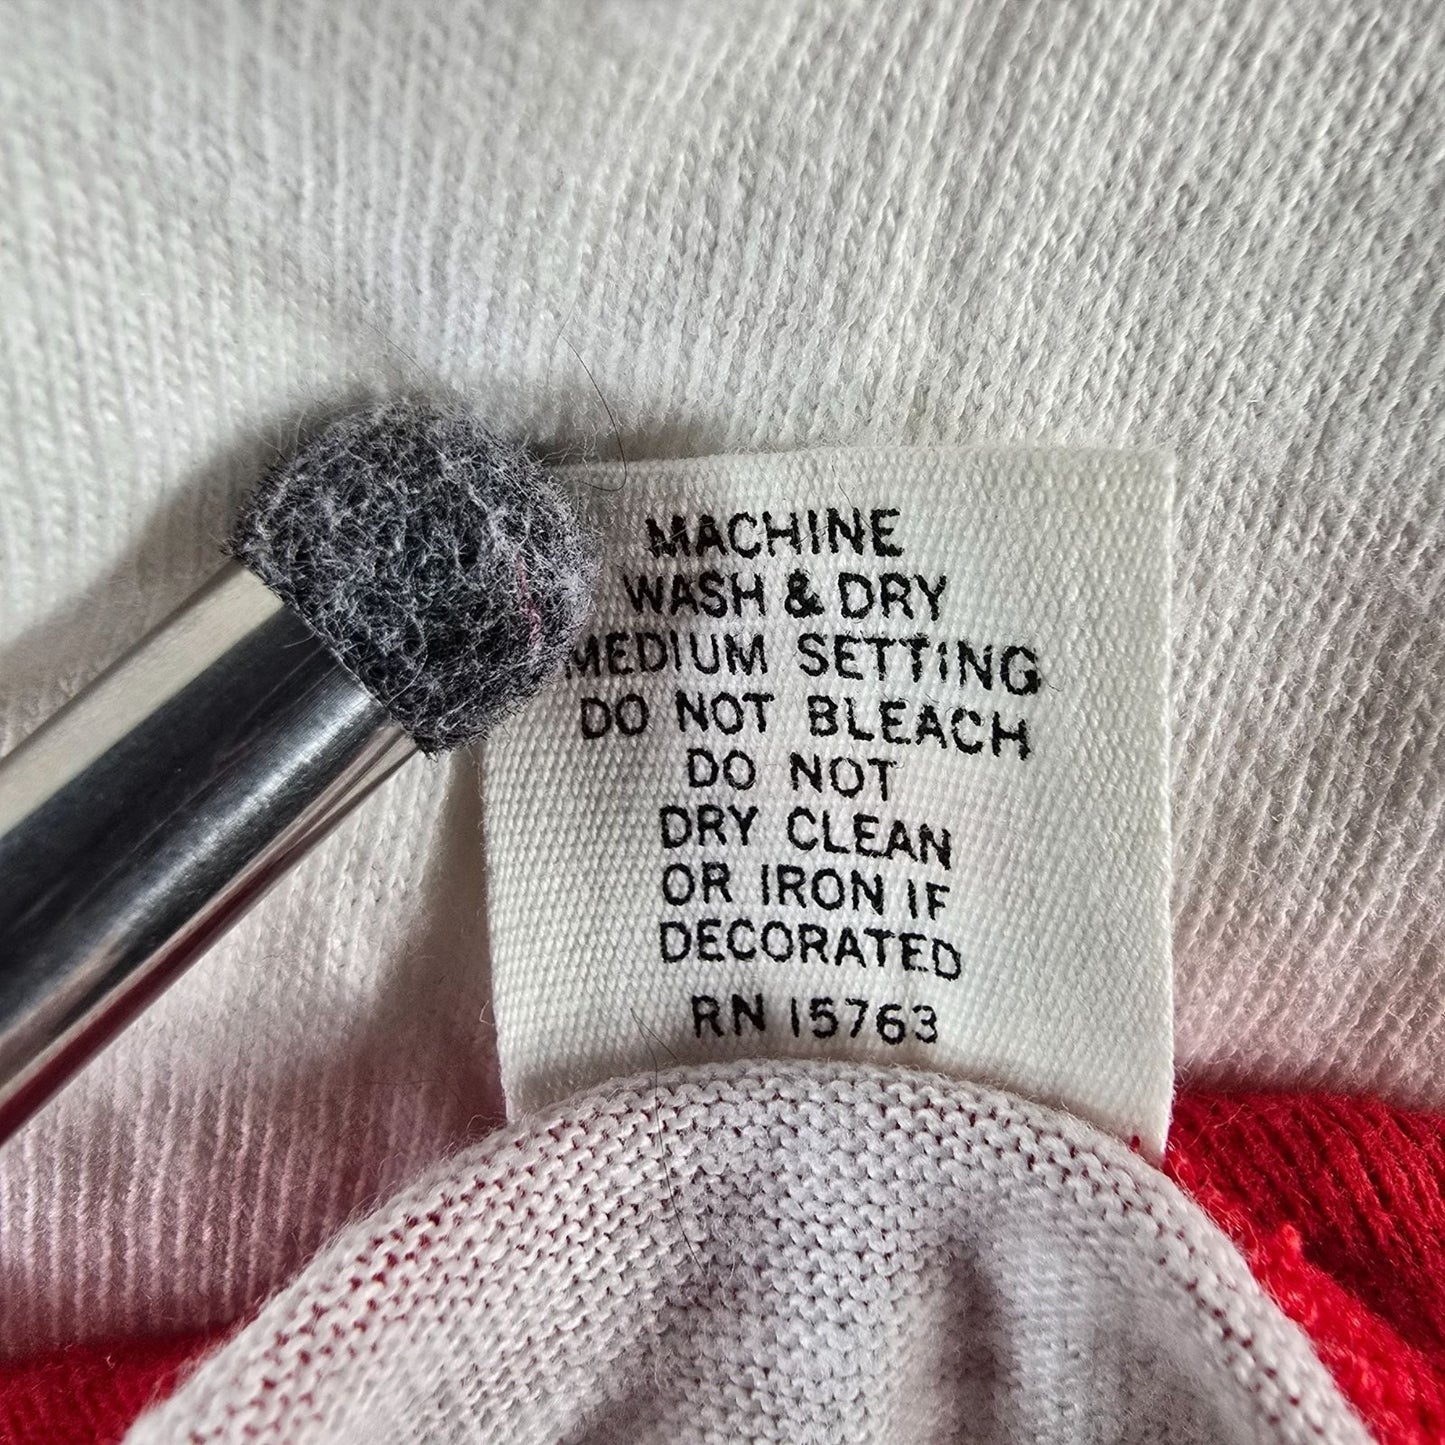 MACHINE
WASH & DRY
MEDIUM SETTING
DO NOT BLEACH
DO NOT
DRY CLEAN
OR IRON IF
DECORATED
RN 15763